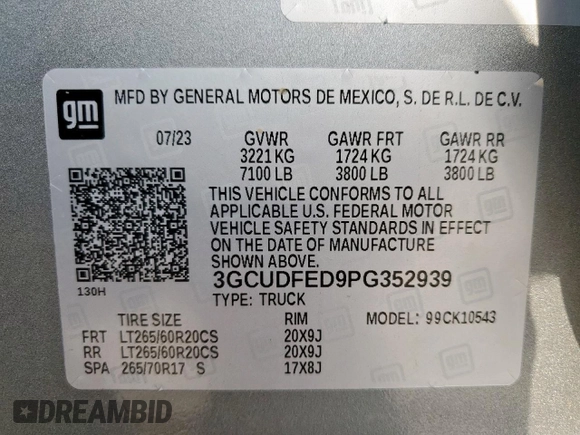 gm
MFD BY GENERAL MOTORS DE MEXICO, S. DE R.L. DE C.V.
07/23 GVWR GAWR FRT GAWR RR
3221 KG 1724 KG 1724 KG
7100 LB 3800 LB 3800 LB
THIS VEHICLE CONFORMS TO ALL
APPLICABLE U.S. FEDERAL MOTOR
VEHICLE SAFETY STANDARDS IN EFFECT
ON THE DATE OF MANUFACTURE
SHOWN ABOVE.
130H
3GCUDFED9PG352939
TYPE: TRUCK
TIRE SIZE RIM MODEL: 99CK10543
FRT LT265/60R20CS 20X9J
RR LT265/60R20CS 20X9J
SPA 265/70R17 S 17X8J
DREAMBID